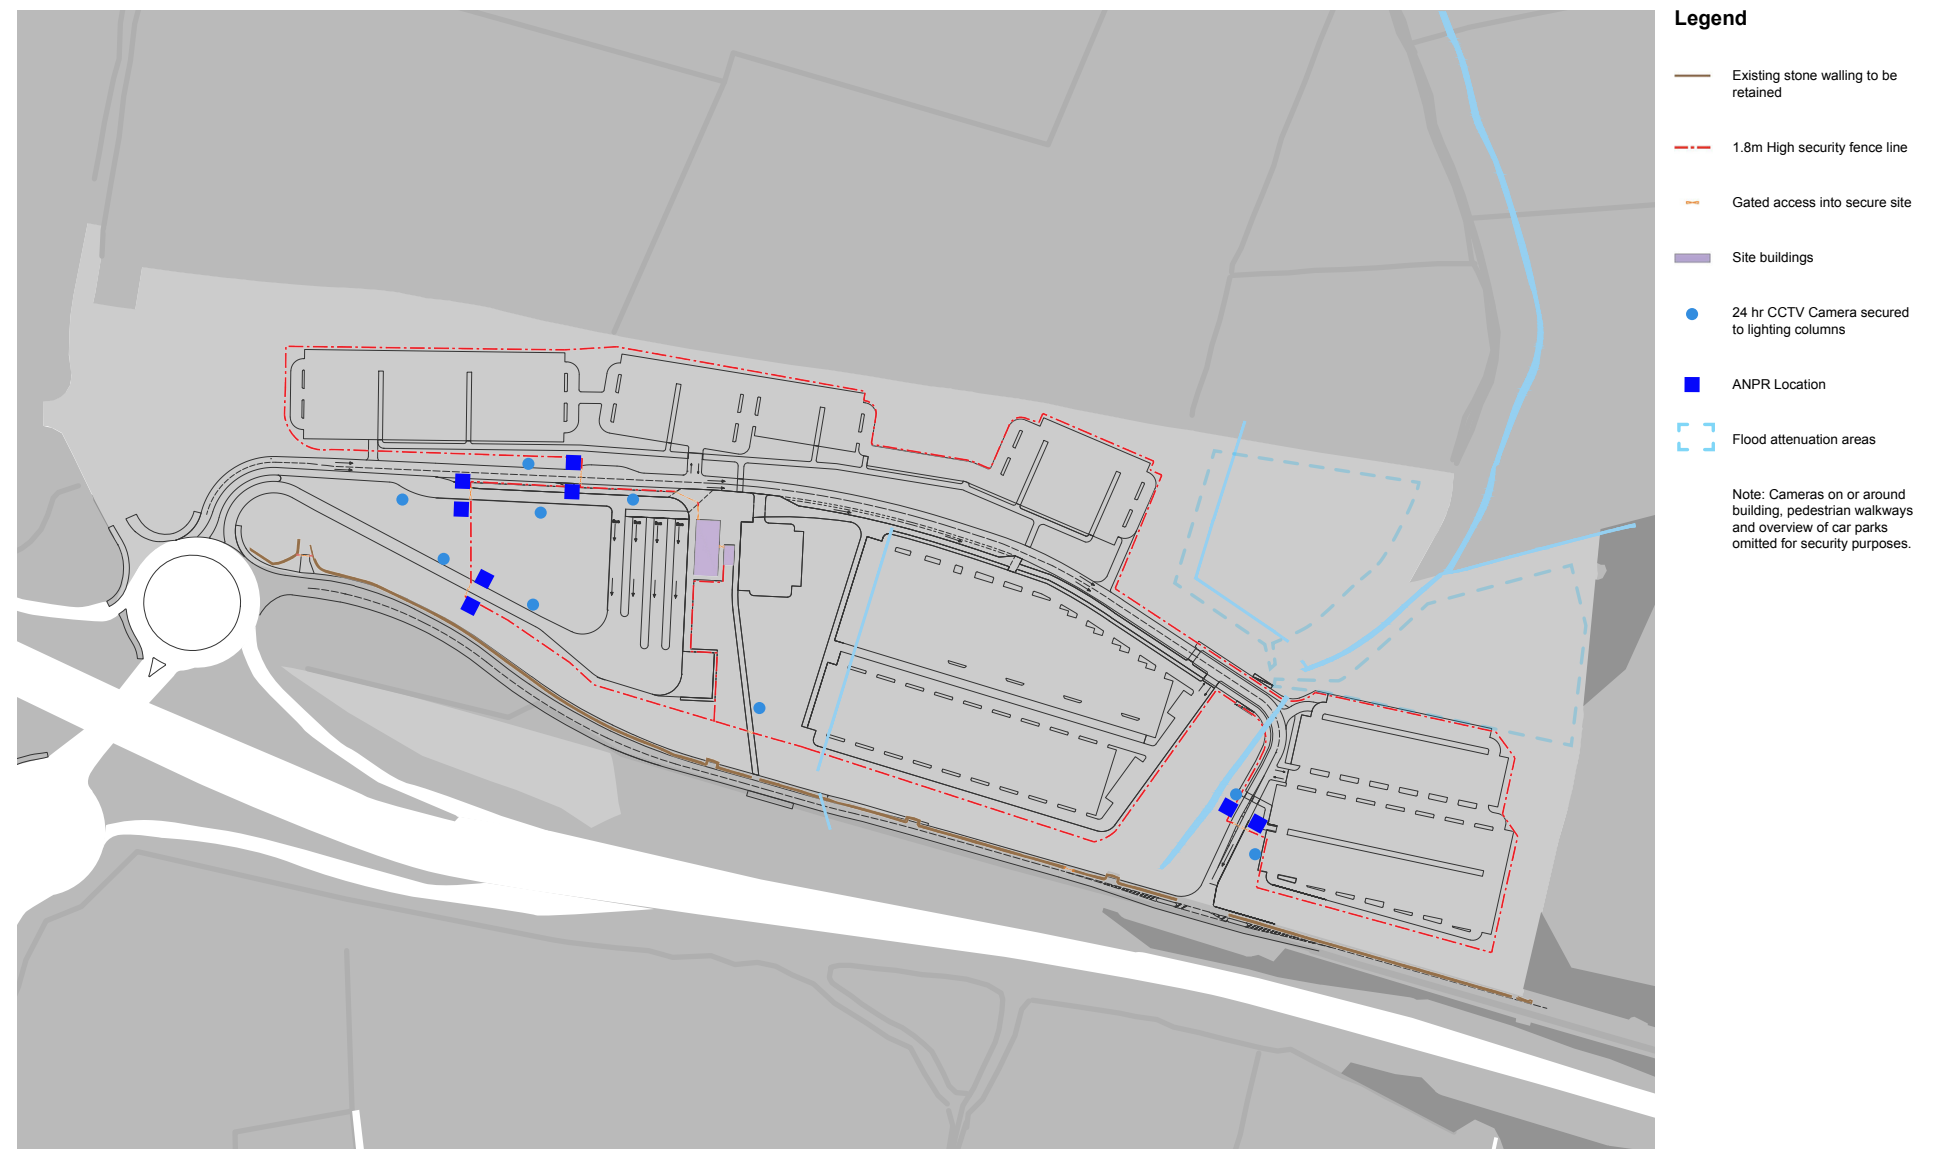 Legend
Existing stone walling to be
retained
1.8m High security fence line
Gated access into secure site
Site buildings
24 hr CCTV Camera secured
to lighting columns
ANPR Location
Flood attenuation areas
Note: Cameras on or around
building, pedestrian walkways
and overview of car parks
omitted for security purposes.